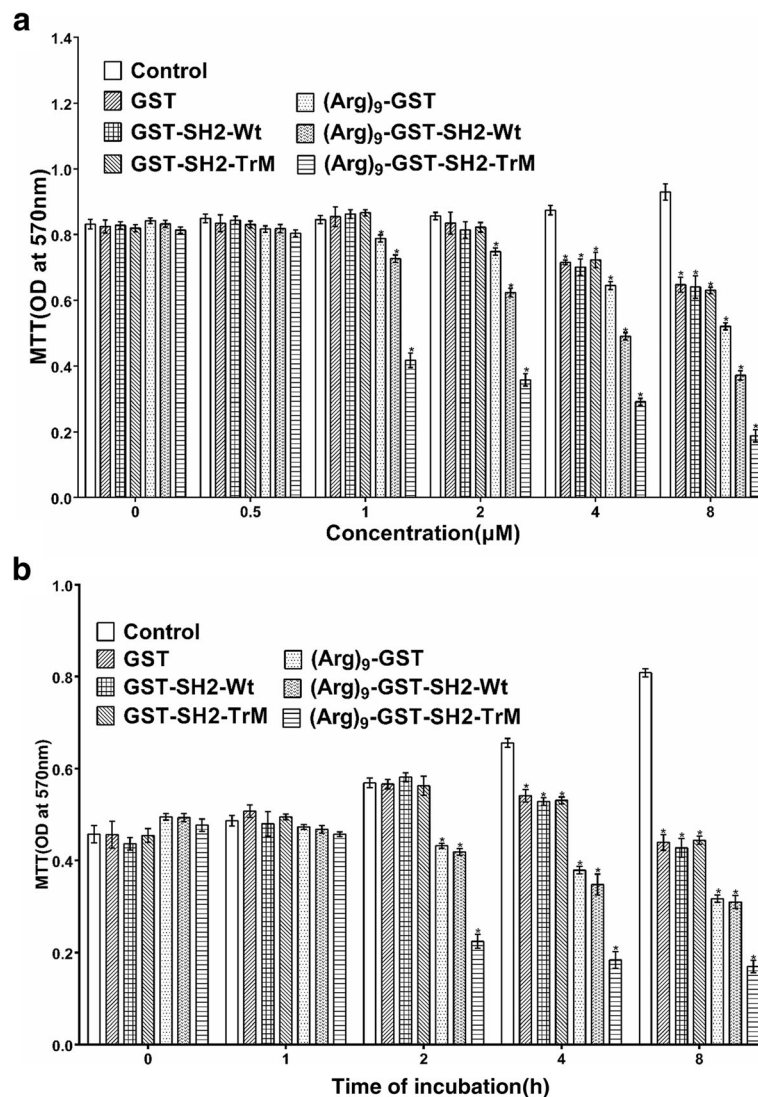 a
1.4
1.2
1.0
0.8
0.6
0.4
0.2
0.0
MTT(OD at 570nm)
Control
GST
GST-SH2-Wt
GST-SH2-TrM
(Arg)9-GST
(Arg)9-GST-SH2-Wt
(Arg)9-GST-SH2-TrM
* * * * * * * * * * * * * * * * * *
0 0.5 1 2 4 8
Concentration(µM)
b
1.0
0.8
0.6
0.4
0.2
0.0
MTT(OD at 570nm)
Control
GST
GST-SH2-Wt
GST-SH2-TrM
(Arg)9-GST
(Arg)9-GST-SH2-Wt
(Arg)9-GST-SH2-TrM
* * * * * * * * * * * * * * *
0 1 2 4 8
Time of incubation(h)